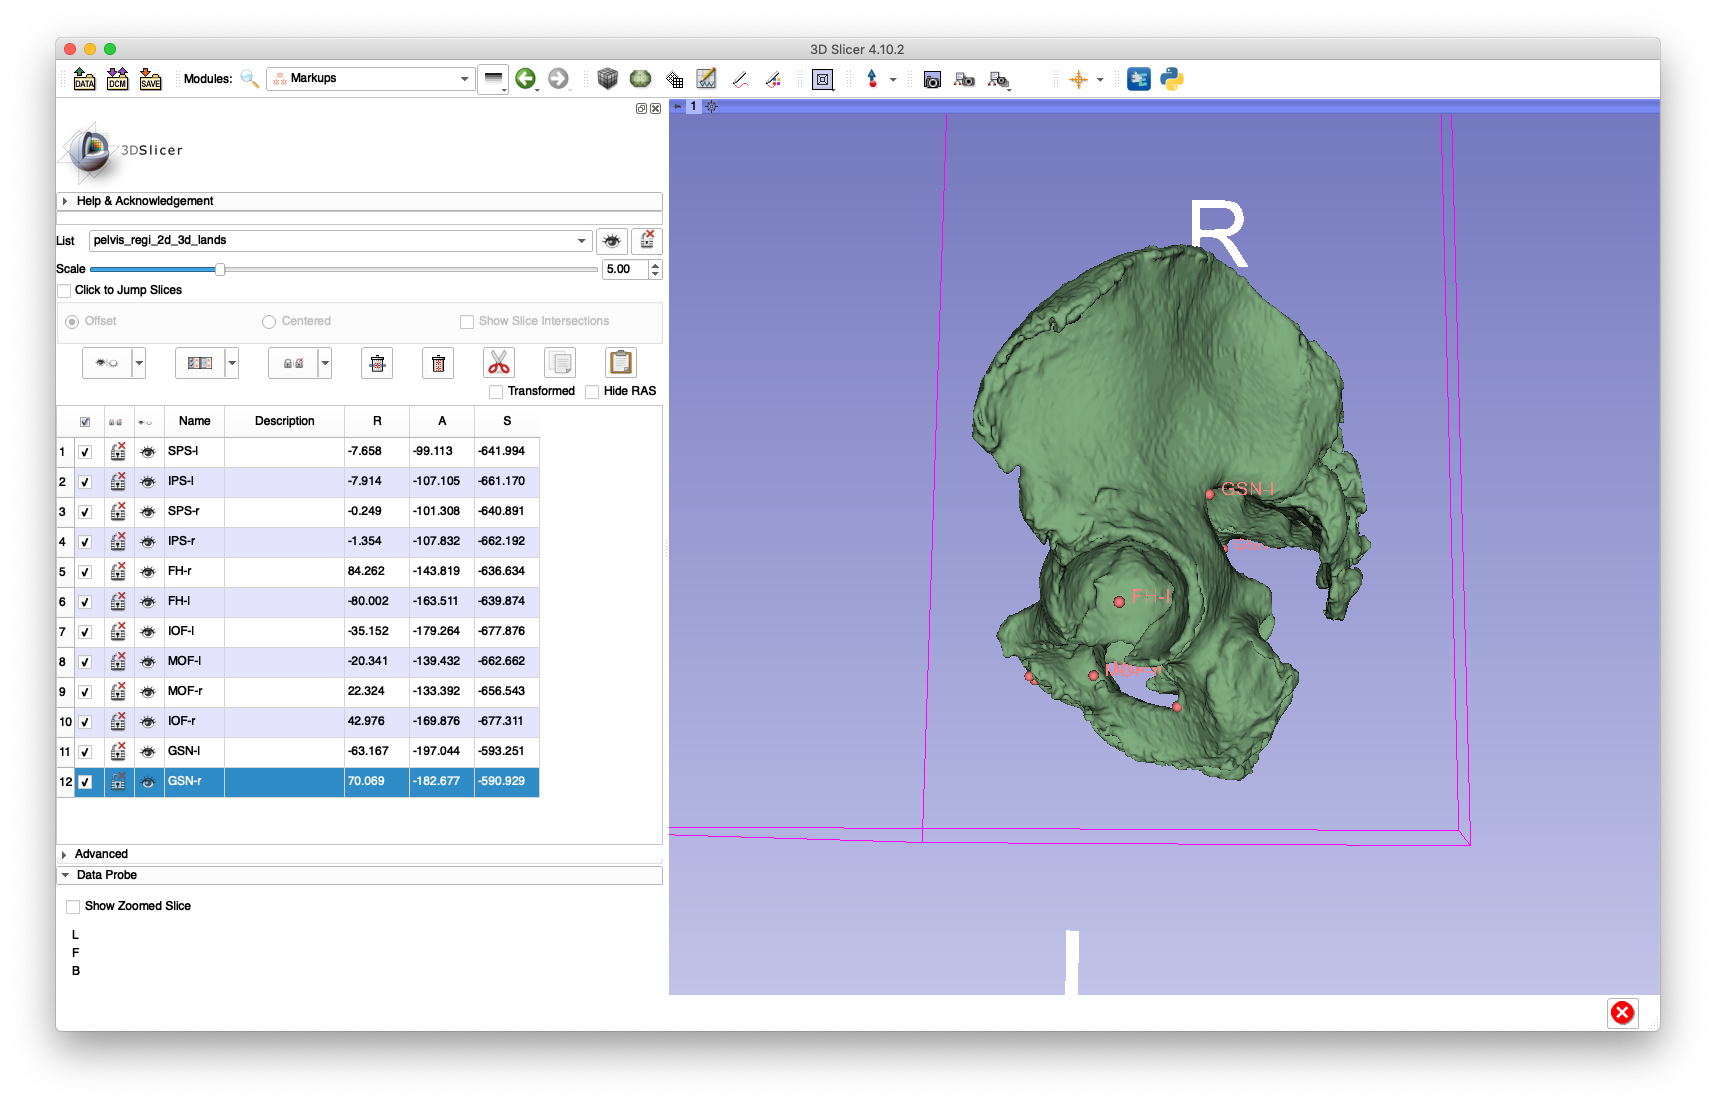 3D Slicer 4.10.2
DATA
DCM
SAVE
Modules:
Markups
1
3DSlicer
R
Help & Acknowledgement
List
pelvis_regi_2d_3d_lands
Scale
5.00
Click to Jump Slices
Offset
Centered
Show Slice Intersections
Transformed
Hide RAS
Name Description R A S
1 SPS-l -7.658 -99.113 -641.994
2 IPS-l -7.914 -107.105 -661.170
3 SPS-r -0.249 -101.308 -640.891
4 IPS-r -1.354 -107.832 -662.192
5 FH-r 84.262 -143.819 -636.634
6 FH-l -80.002 -163.511 -639.874
7 IOF-l -35.152 -179.264 -677.876
8 MOF-l -20.341 -139.432 -662.662
9 MOF-r 22.324 -133.392 -656.543
10 IOF-r 42.976 -169.876 -677.311
11 GSN-l -63.167 -197.044 -593.251
12 GSN-r 70.069 -182.677 -590.929
GSN-l
FH-l
Advanced
Data Probe
Show Zoomed Slice
L
F
B